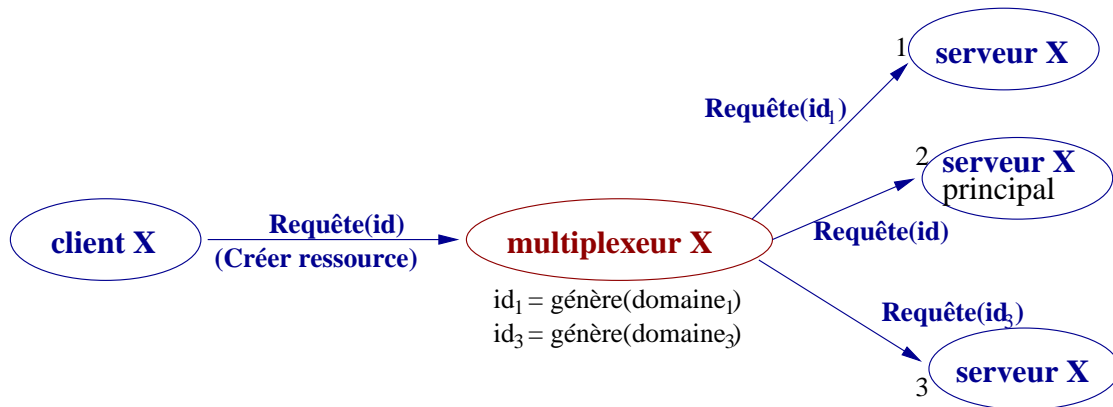 1
serveur X
Requête(id1)
2
serveur X
principal
Requête(id)
client X
Requête(id)
(Créer ressource)
multiplexeur X
id1 = génère(domaine1)
id3 = génère(domaine3)
Requête(id3)
3
serveur X